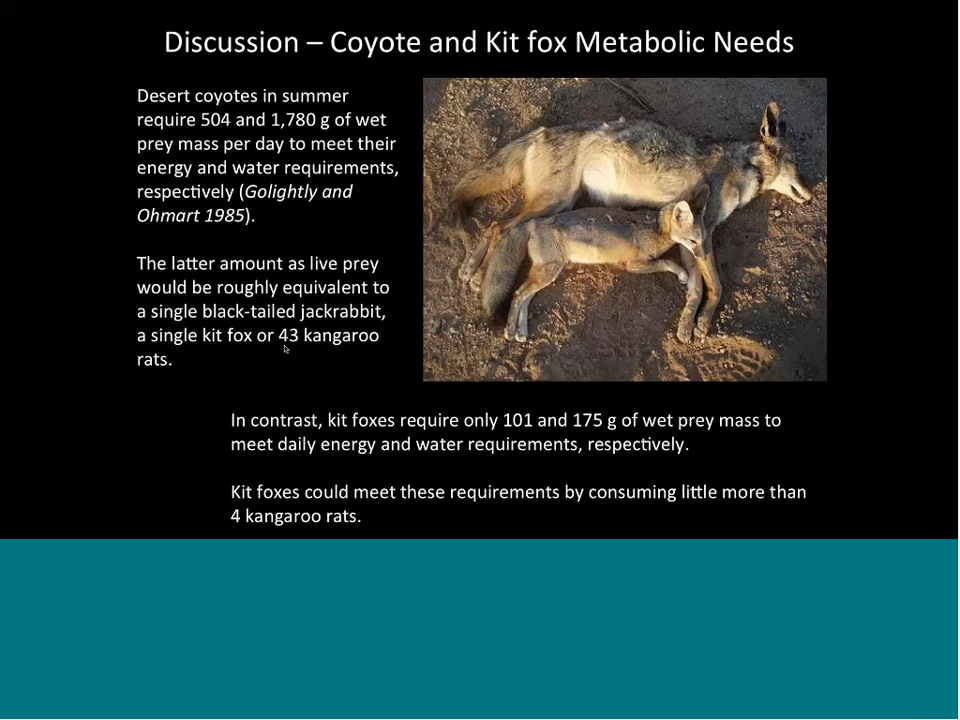 Discussion – Coyote and Kit fox Metabolic Needs
Desert coyotes in summer
require 504 and 1,780 g of wet
prey mass per day to meet their
energy and water requirements,
respectively (Golightly and
Ohmart 1985).
The latter amount as live prey
would be roughly equivalent to
a single black-tailed jackrabbit,
a single kit fox or 43 kangaroo
rats.
In contrast, kit foxes require only 101 and 175 g of wet prey mass to
meet daily energy and water requirements, respectively.
Kit foxes could meet these requirements by consuming little more than
4 kangaroo rats.